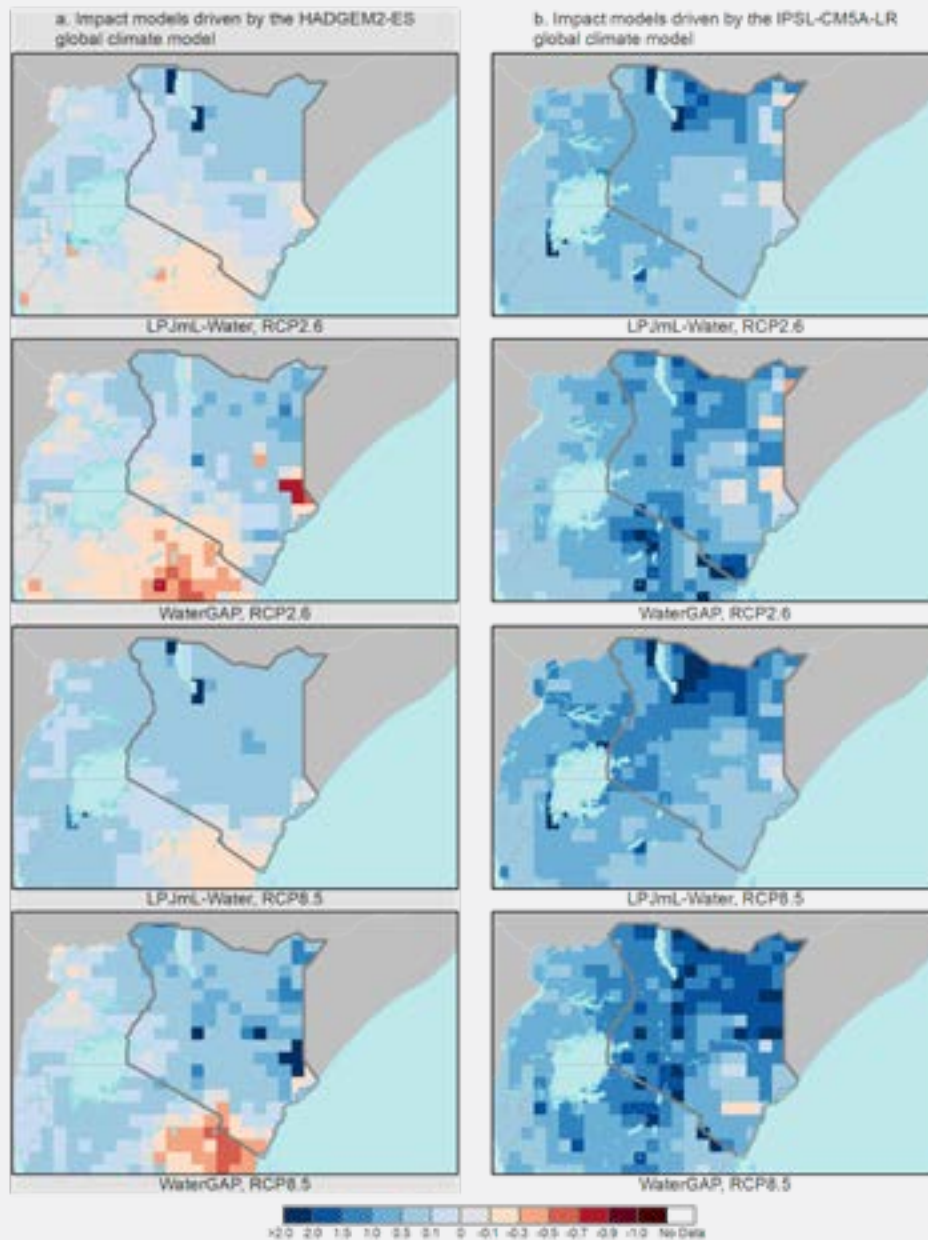 a. Impact models driven by the HADGEM2-ES
global climate model
b. Impact models driven by the IPSL-CM5A-LR
global climate model
LPJmL-Water, RCP2.6
LPJmL-Water, RCP2.6
WaterGAP, RCP2.6
WaterGAP, RCP2.6
LPJmL-Water, RCP8.5
LPJmL-Water, RCP8.5
WaterGAP, RCP8.5
WaterGAP, RCP8.5
>2.0 2.0 1.5 1.0 0.5 0.1 0 -0.1 -0.3 -0.5 -0.7 -0.9 -1.0 No Data